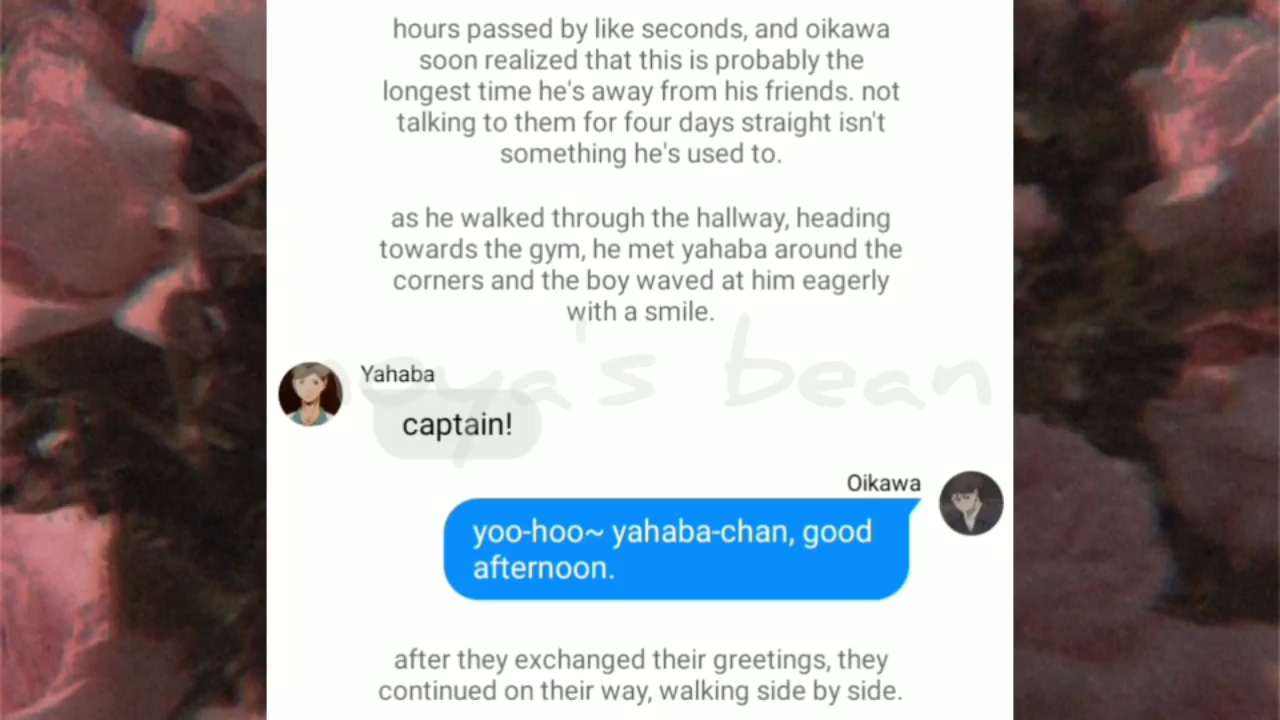 hours passed by like seconds, and oikawa
soon realized that this is probably the
longest time he's away from his friends. not
talking to them for four days straight isn't
something he's used to.
as he walked through the hallway, heading
towards the gym, he met yahaba around the
corners and the boy waved at him eagerly
with a smile.
noya's bean
Yahaba
captain!
Oikawa
yoo-hoo~ yahaba-chan, good
afternoon.
after they exchanged their greetings, they
continued on their way, walking side by side.